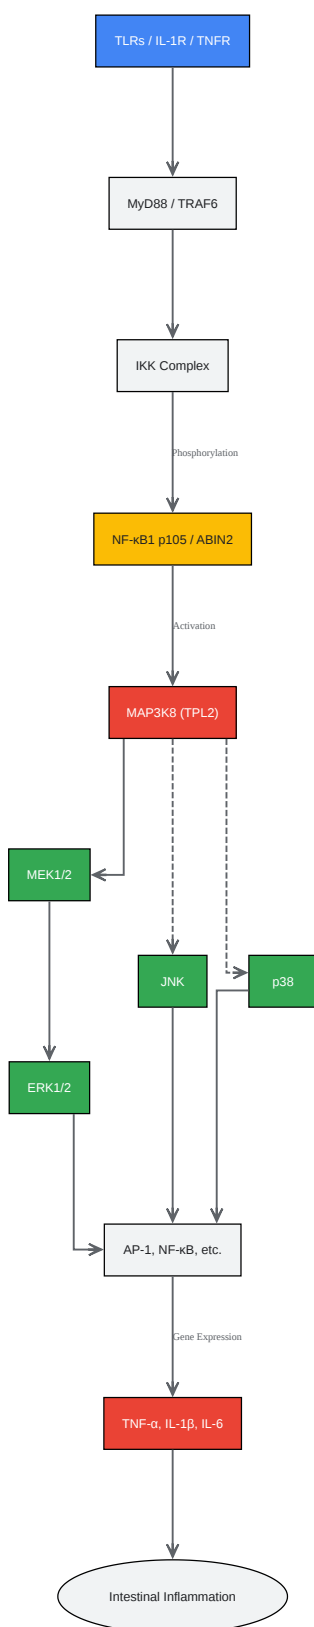 TLRs / IL-1R / TNFR
MyD88 / TRAF6
IKK Complex
Phosphorylation
NF-κB1 p105 / ABIN2
Activation
MAP3K8 (TPL2)
MEK1/2
JNK
p38
ERK1/2
AP-1, NF-κB, etc.
Gene Expression
TNF-α, IL-1β, IL-6
Intestinal Inflammation